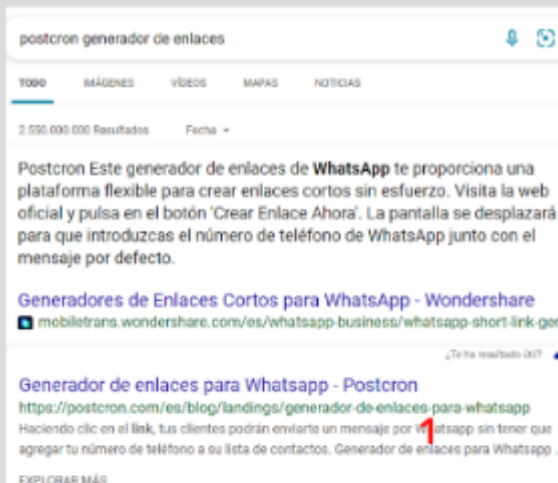 postcron generador de enlaces
TODO IMÁGENES VÍDEOS MAPAS NOTICIAS
2.550.000.000 Resultados Fecha
Postcron Este generador de enlaces de WhatsApp te proporciona una
plataforma flexible para crear enlaces cortos sin esfuerzo. Visita la web
oficial y pulsa en el botón 'Crear Enlace Ahora'. La pantalla se desplazará
para que introduzcas el número de teléfono de WhatsApp junto con el
mensaje por defecto.
Generadores de Enlaces Cortos para WhatsApp - Wondershare
mobiletrans.wondershare.com/es/whatsapp-business/whatsapp-short-link-gen
¿Te ha resultado útil?
Generador de enlaces para Whatsapp - Postcron
https://postcron.com/es/blog/landings/generador-de-enlaces-para-whatsapp
Haciendo clic en el link, tus clientes podrán enviarte un mensaje por Whatsapp sin tener que
1
agregar tu número de teléfono a su lista de contactos. Generador de enlaces para Whatsapp ..
EXPLORAR MÁS